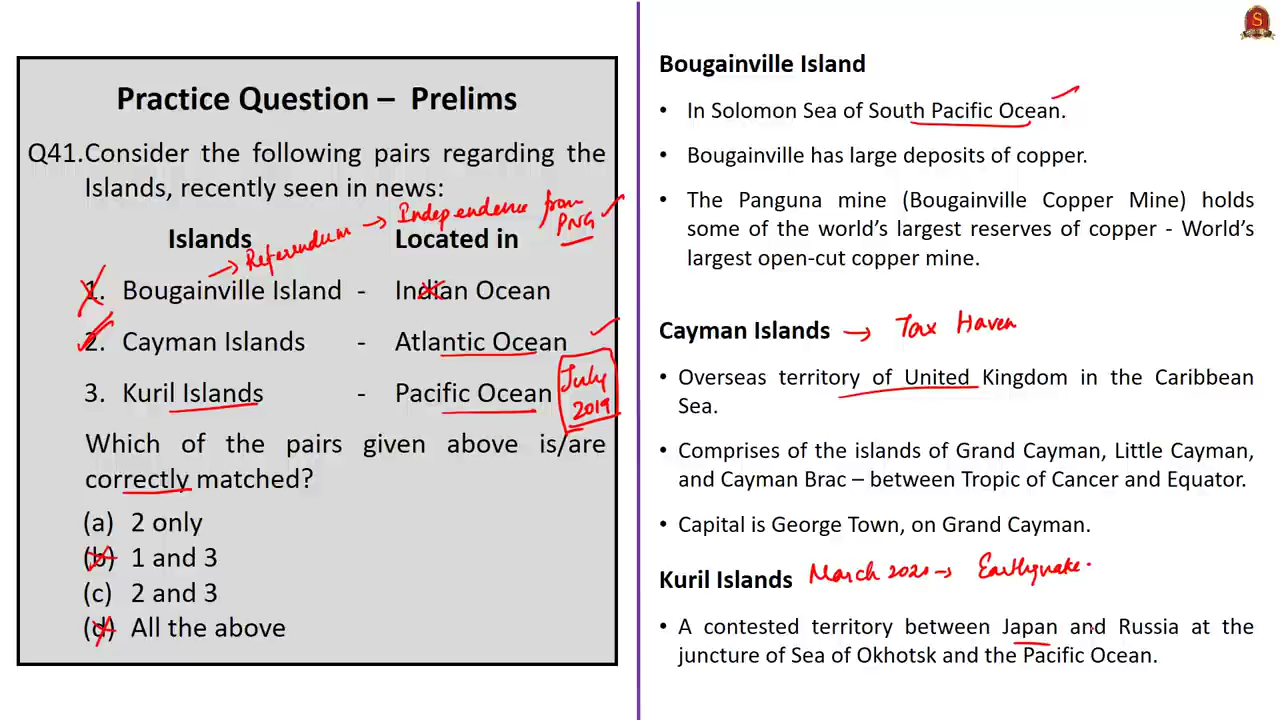 Practice Question – Prelims
Q41.Consider the following pairs regarding the
Islands, recently seen in news:
Independence from
PNG
Islands
Located in
→ Referendum →
1. Bougainville Island - Indian Ocean
2. Cayman Islands - Atlantic Ocean
3. Kuril Islands - Pacific Ocean
July
2019
Which of the pairs given above is/are
correctly matched?
(a) 2 only
(b) 1 and 3
(c) 2 and 3
(d) All the above
Bougainville Island
• In Solomon Sea of South Pacific Ocean.
• Bougainville has large deposits of copper.
• The Panguna mine (Bougainville Copper Mine) holds
some of the world's largest reserves of copper - World's
largest open-cut copper mine.
Cayman Islands → Tax Haven
• Overseas territory of United Kingdom in the Caribbean
Sea.
• Comprises of the islands of Grand Cayman, Little Cayman,
and Cayman Brac – between Tropic of Cancer and Equator.
• Capital is George Town, on Grand Cayman.
Kuril Islands March 2020 → Earthquake.
• A contested territory between Japan and Russia at the
juncture of Sea of Okhotsk and the Pacific Ocean.